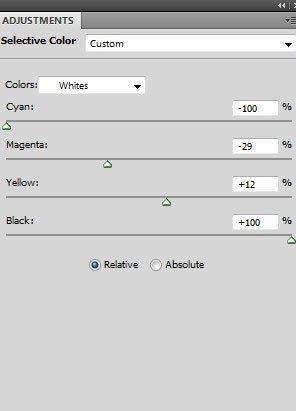 ADJUSTMENTS
Selective Color Custom
Colors: Whites
Cyan: -100 %
Magenta: -29 %
Yellow: +12 %
Black: +100 %
Relative Absolute